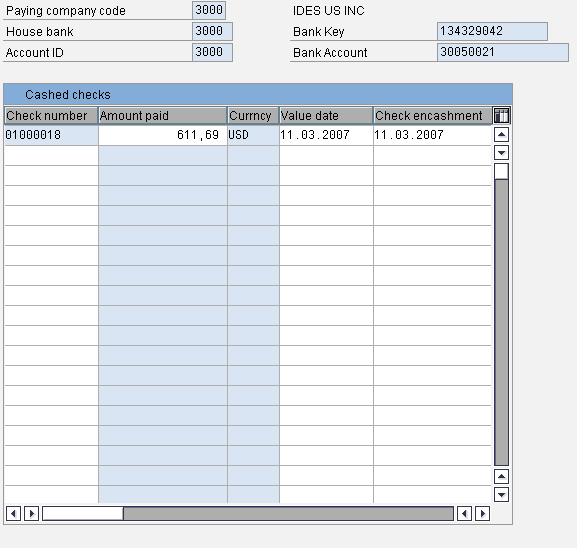 Paying company code 3000 IDES US INC
House bank 3000 Bank Key 134329042
Account ID 3000 Bank Account 30050021
Cashed checks
Check number Amount paid Currncy Value date Check encashment
01000018 611,69 USD 11.03.2007 11.03.2007